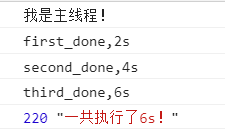 我是主线程！
first_done,2s
second_done,4s
third_done,6s
220 "一共执行了6s！"